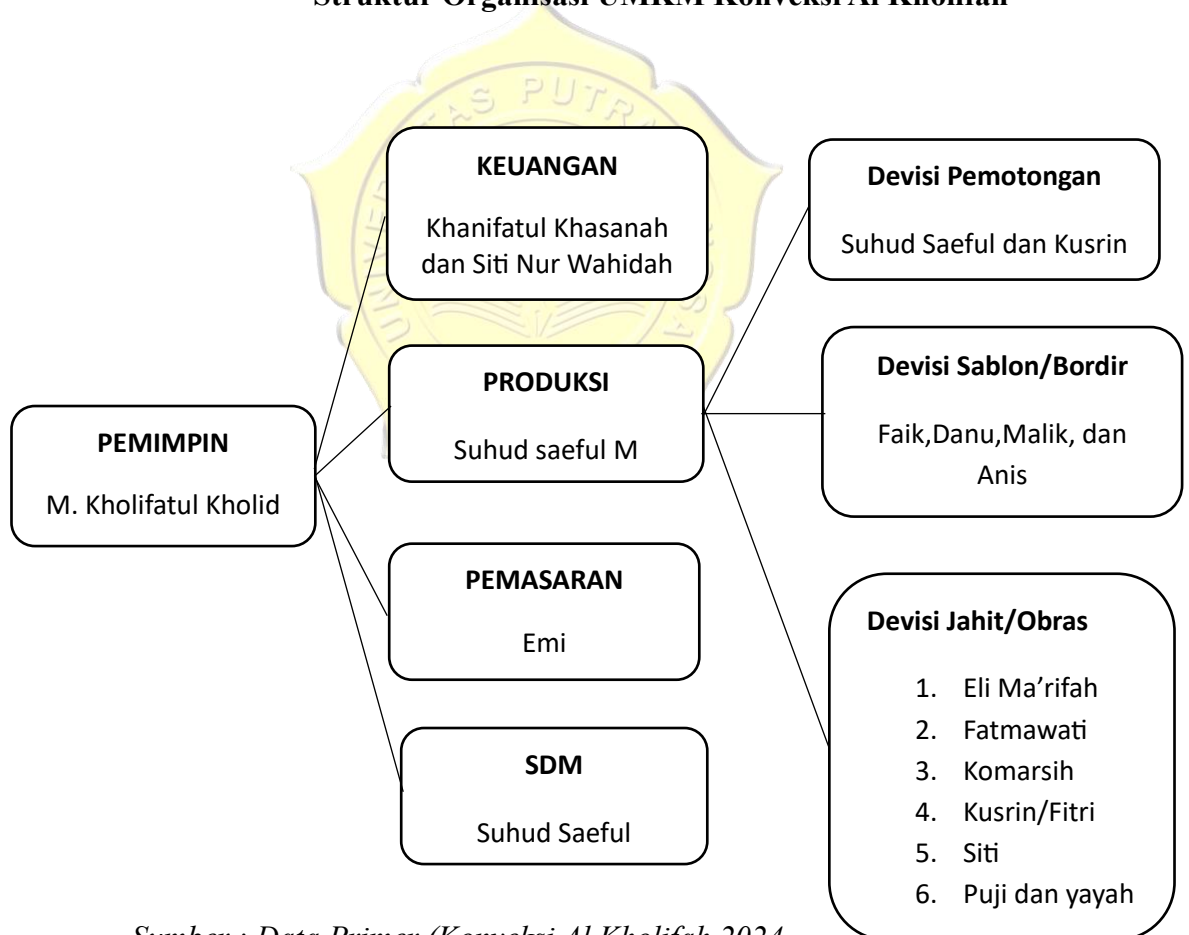 Struktur Organisasi UMKM Konveksi Al Kholifah
KEUANGAN
Khanifatul Khasanah
dan Siti Nur Wahidah
PRODUKSI
Suhud saeful M
PEMIMPIN
M. Kholifatul Kholid
PEMASARAN
Emi
SDM
Suhud Saeful
Devisi Pemotongan
Suhud Saeful dan Kusrin
Devisi Sablon/Bordir
Faik,Danu,Malik, dan
Anis
Devisi Jahit/Obras
1. Eli Ma’rifah
2. Fatmawati
3. Komarsih
4. Kusrin/Fitri
5. Siti
6. Puji dan yayah
Sumber : Data Primer (Konveksi Al Kholifah 2024